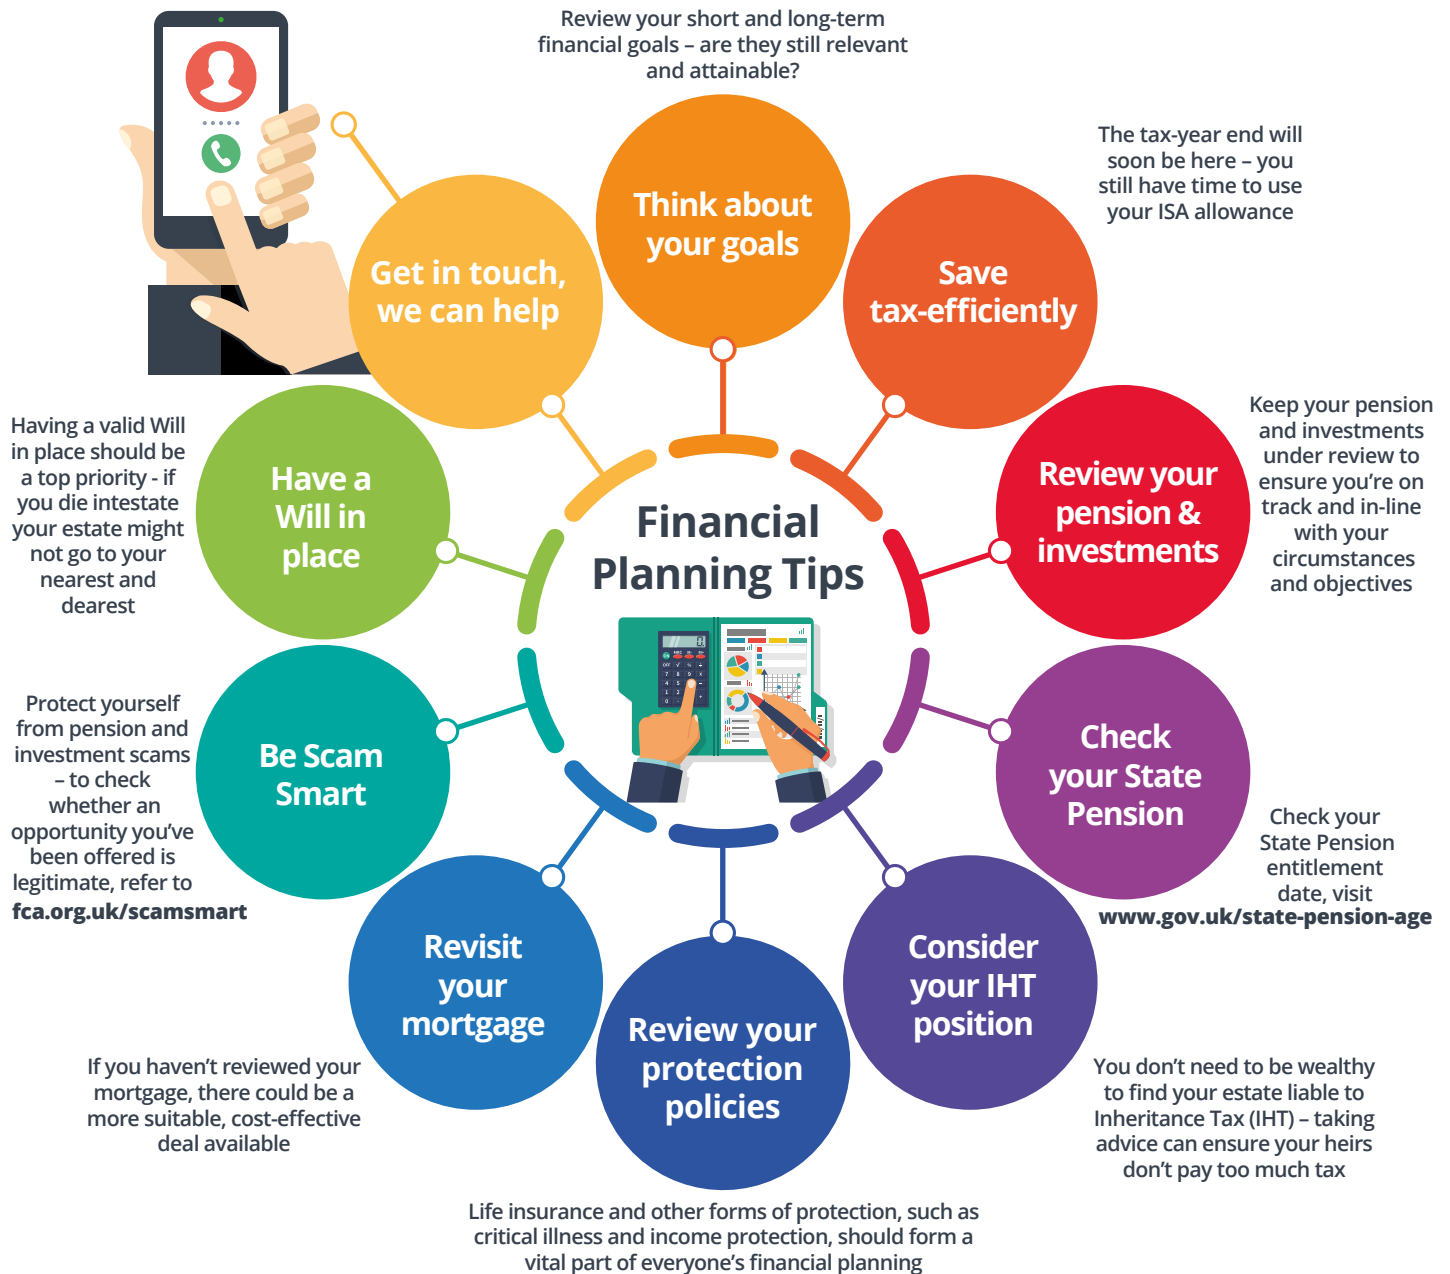 Review your short and long-term
financial goals – are they still relevant
and attainable?
Think about
your goals
The tax-year end will
soon be here – you
still have time to use
your ISA allowance
Save
tax-efficiently
Keep your pension
and investments
under review to
ensure you’re on
track and in-line
with your
circumstances
and objectives
Review your
pension &
investments
Check
your State
Pension
Check your
State Pension
entitlement
date, visit
www.gov.uk/state-pension-age
Consider
your IHT
position
You don’t need to be wealthy
to find your estate liable to
Inheritance Tax (IHT) – taking
advice can ensure your heirs
don’t pay too much tax
Review your
protection
policies
Life insurance and other forms of protection, such as
critical illness and income protection, should form a
vital part of everyone’s financial planning
Revisit
your
mortgage
If you haven’t reviewed your
mortgage, there could be a
more suitable, cost-effective
deal available
Be Scam
Smart
Protect yourself
from pension and
investment scams
– to check
whether an
opportunity you’ve
been offered is
legitimate, refer to
fca.org.uk/scamsmart
Have a
Will in
place
Having a valid Will
in place should be
a top priority - if
you die intestate
your estate might
not go to your
nearest and
dearest
Get in touch,
we can help
Financial
Planning Tips